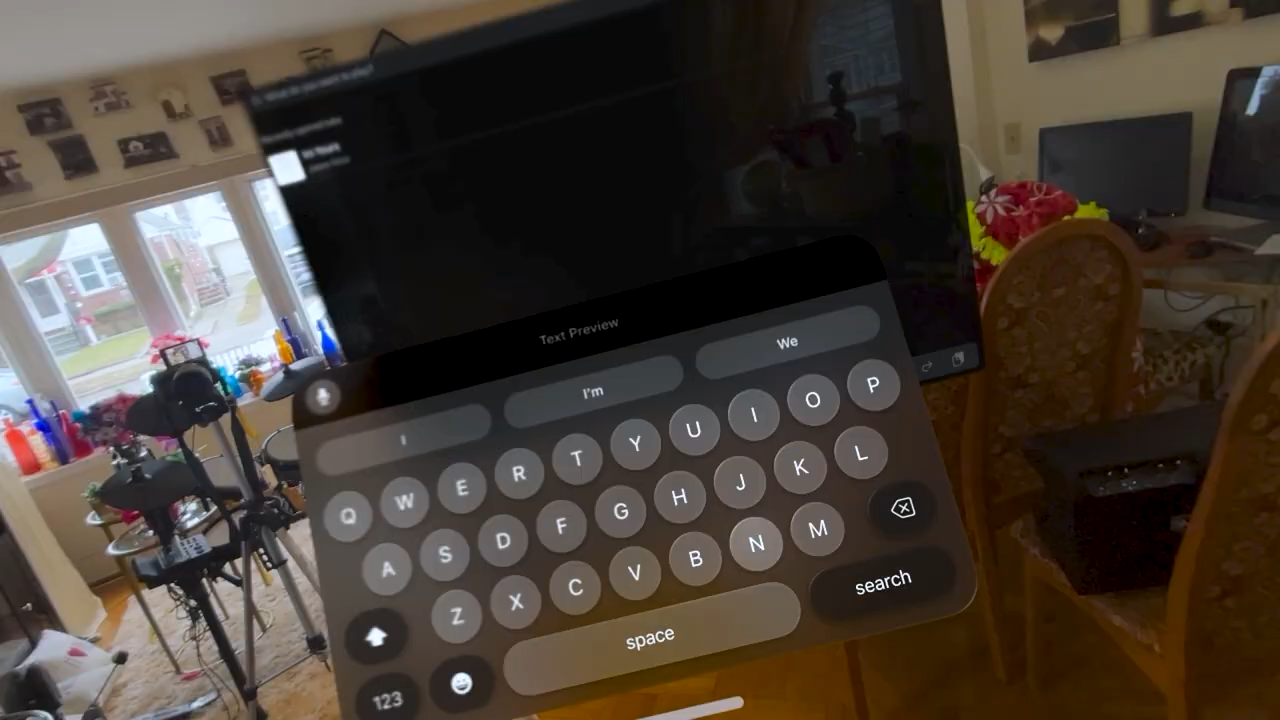 Text Preview
I I'm We
Q W E R T Y U I O P
A S D F G H J K L
Z X C V B N M
123 space search